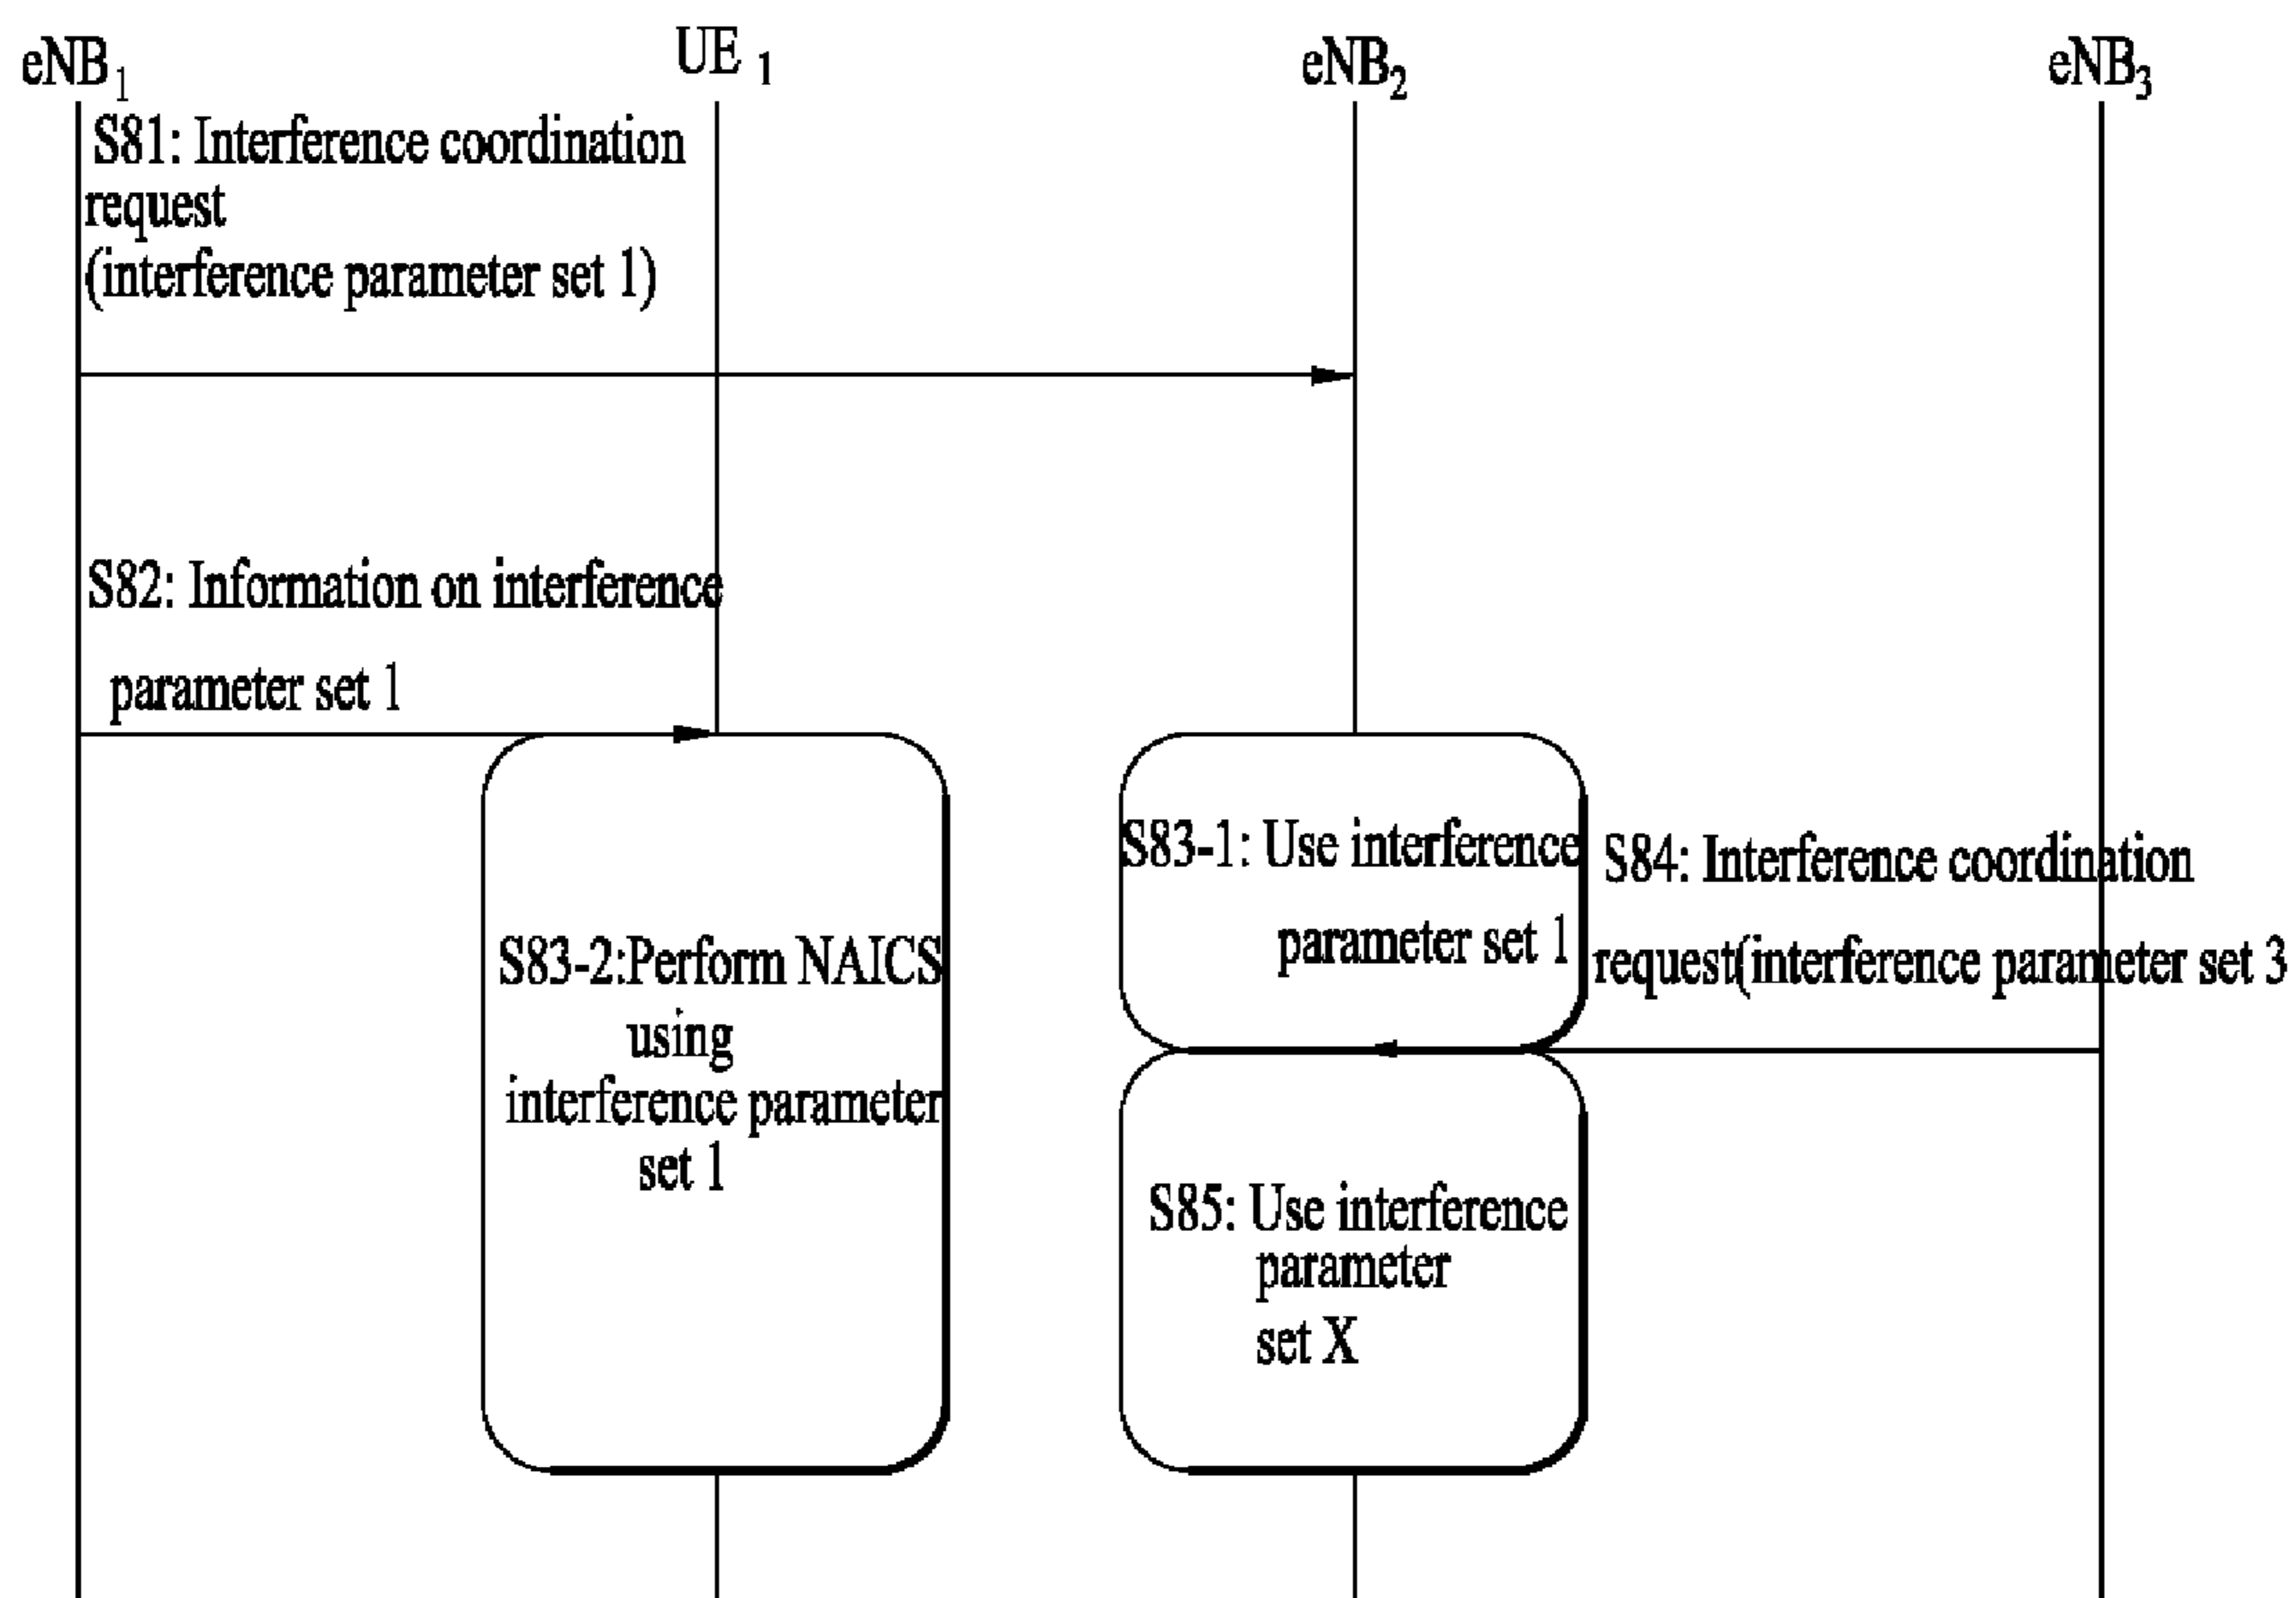 eNB1
UE 1
eNB2
eNB3
S81: Interference coordination
request
(interference parameter set 1)
S82: Information on interference
parameter set 1
S83-1: Use interference
parameter set 1
S84: Interference coordination
request(interference parameter set 3
S83-2:Perform NAICS
using
interference parameter
set 1
S85: Use interference
parameter
set X